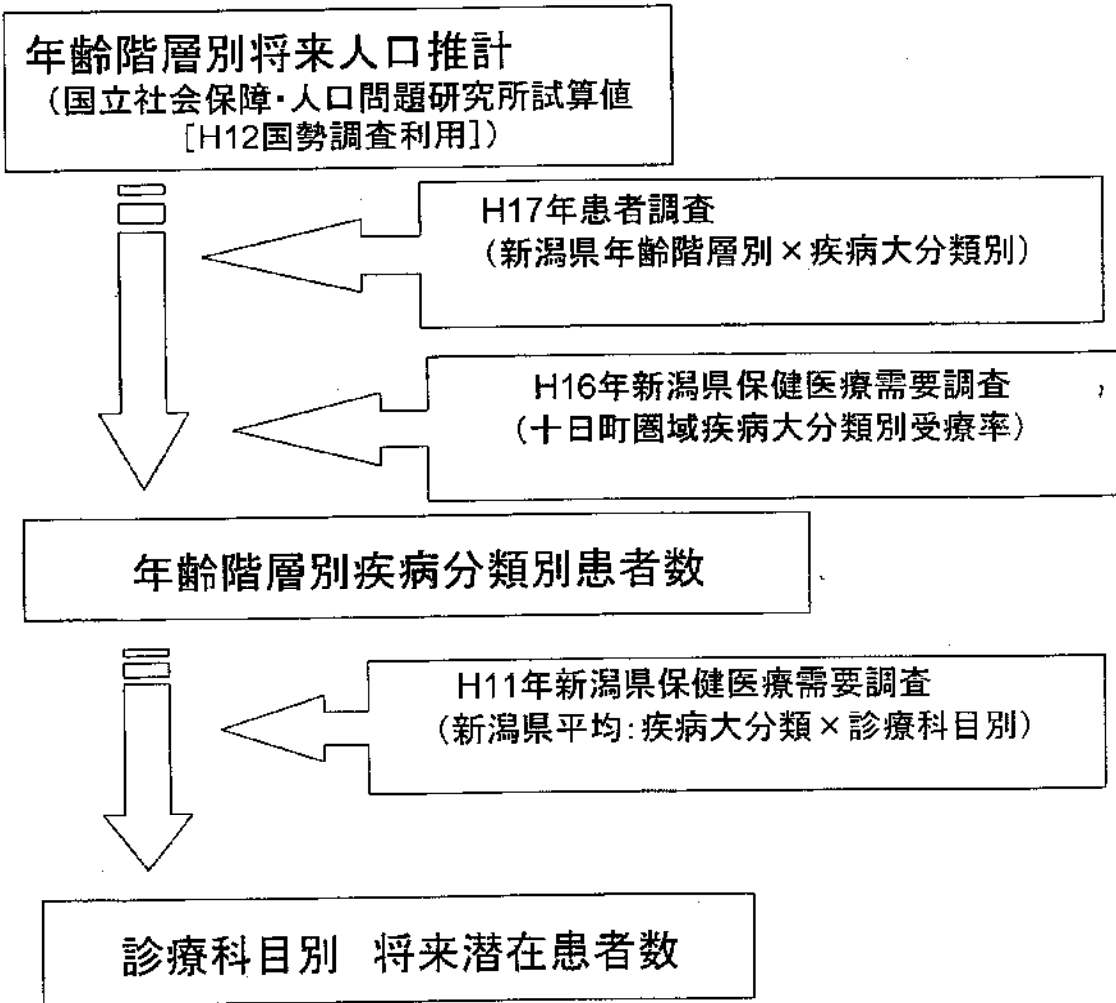 年齢階層別将来人口推計
(国立社会保障・人口問題研究所試算値
[H12国勢調査利用])
H17年患者調査
(新潟県年齢階層別×疾病大分類別)
H16年新潟県保健医療需要調査
(十日町圏域疾病大分類別受療率)
年齢階層別疾病分類別患者数
H11年新潟県保健医療需要調査
(新潟県平均:疾病大分類×診療科目別)
診療科目別 将来潜在患者数